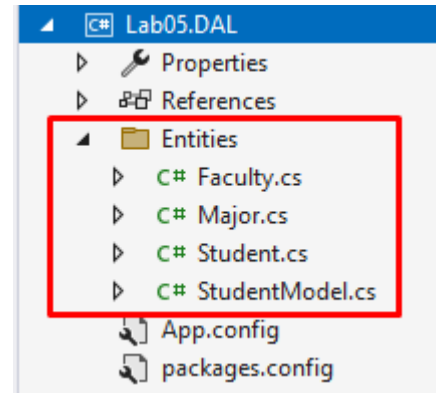 C# Lab05.DAL
Properties
References
Entities
C# Faculty.cs
C# Major.cs
C# Student.cs
C# StudentModel.cs
App.config
packages.config